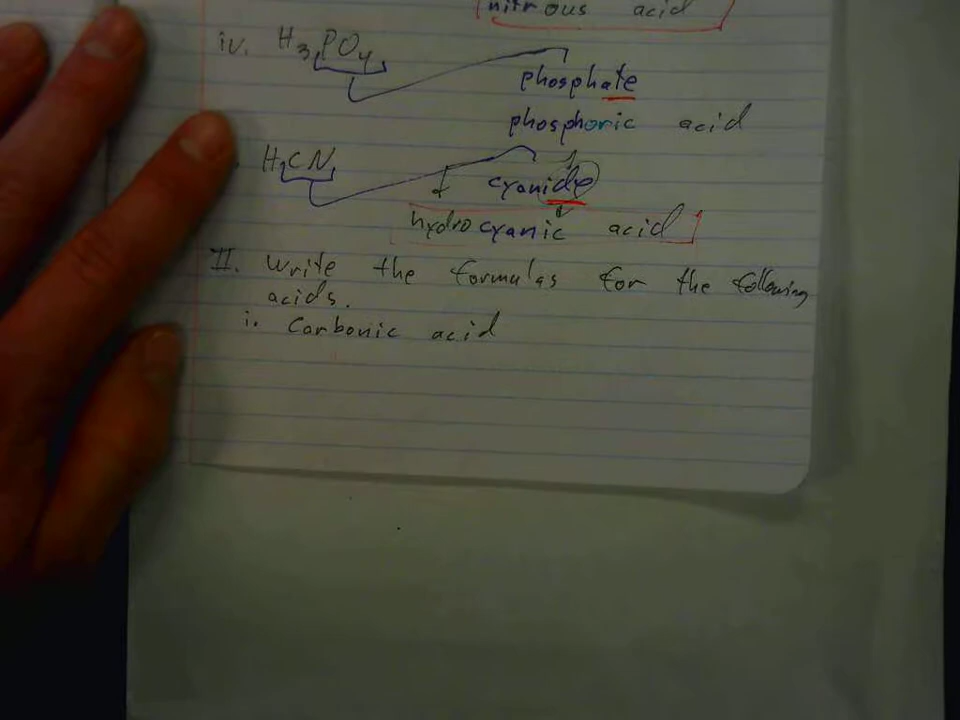 nitrous acid
iv. H3PO4
phosphate
phosphoric acid
HCN
cyanide
hydrocyanic acid
II. Write the formulas for the following
acids.
i. Carbonic acid